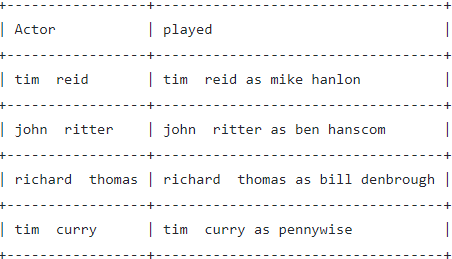 +-----------------+-----------------------------------+
| Actor           | played                            |
+-----------------+-----------------------------------+
| tim  reid       | tim  reid as mike hanlon          |
+-----------------+-----------------------------------+
| john  ritter    | john  ritter as ben hanscom       |
+-----------------+-----------------------------------+
| richard  thomas | richard  thomas as bill denbrough |
+-----------------+-----------------------------------+
| tim  curry      | tim  curry as pennywise           |
+-----------------+-----------------------------------+